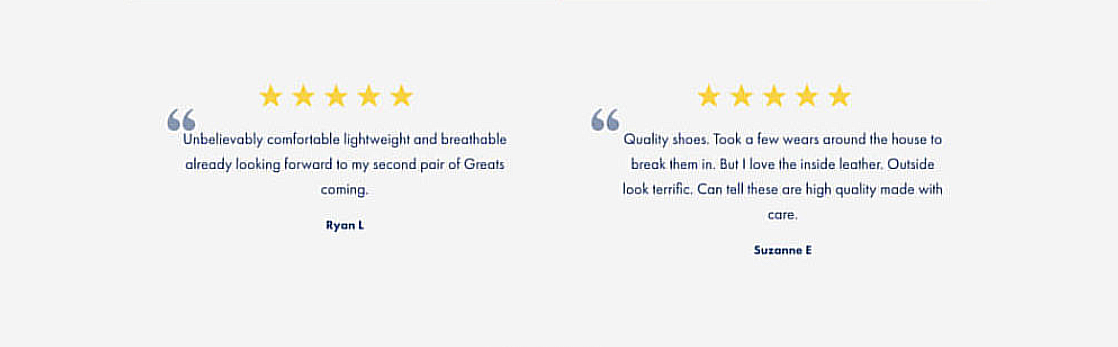 Unbelievably comfortable lightweight and breathable
already looking forward to my second pair of Greats
coming.
Ryan L
Quality shoes. Took a few wears around the house to
break them in. But I love the inside leather. Outside
look terrific. Can tell these are high quality made with
care.
Suzanne E